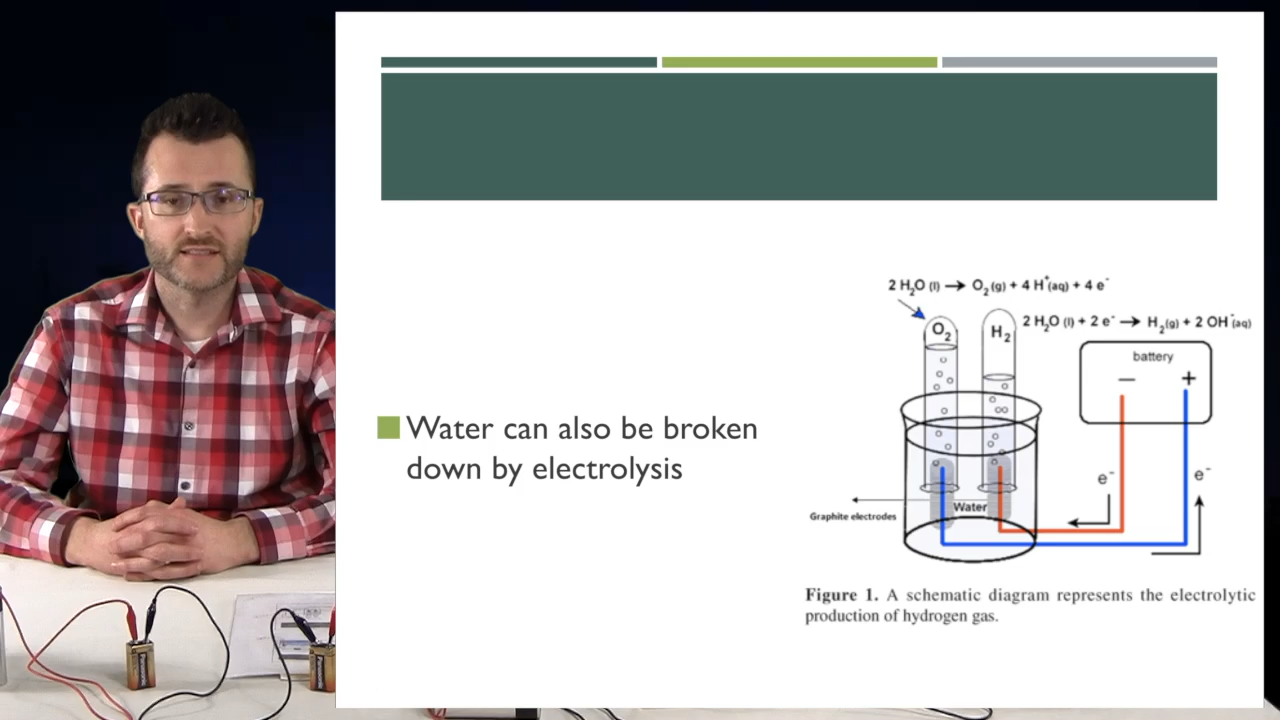 2 H₂O (l) → O₂ (g) + 4 H⁺(aq) + 4 e⁻
O₂
H₂
2 H₂O (l) + 2 e⁻ → H₂(g) + 2 OH⁻(aq)
battery
− +
Water can also be broken
down by electrolysis
e⁻
e⁻
Water
Graphite electrodes
Figure 1. A schematic diagram represents the electrolytic
production of hydrogen gas.
Panasonic
Panasonic